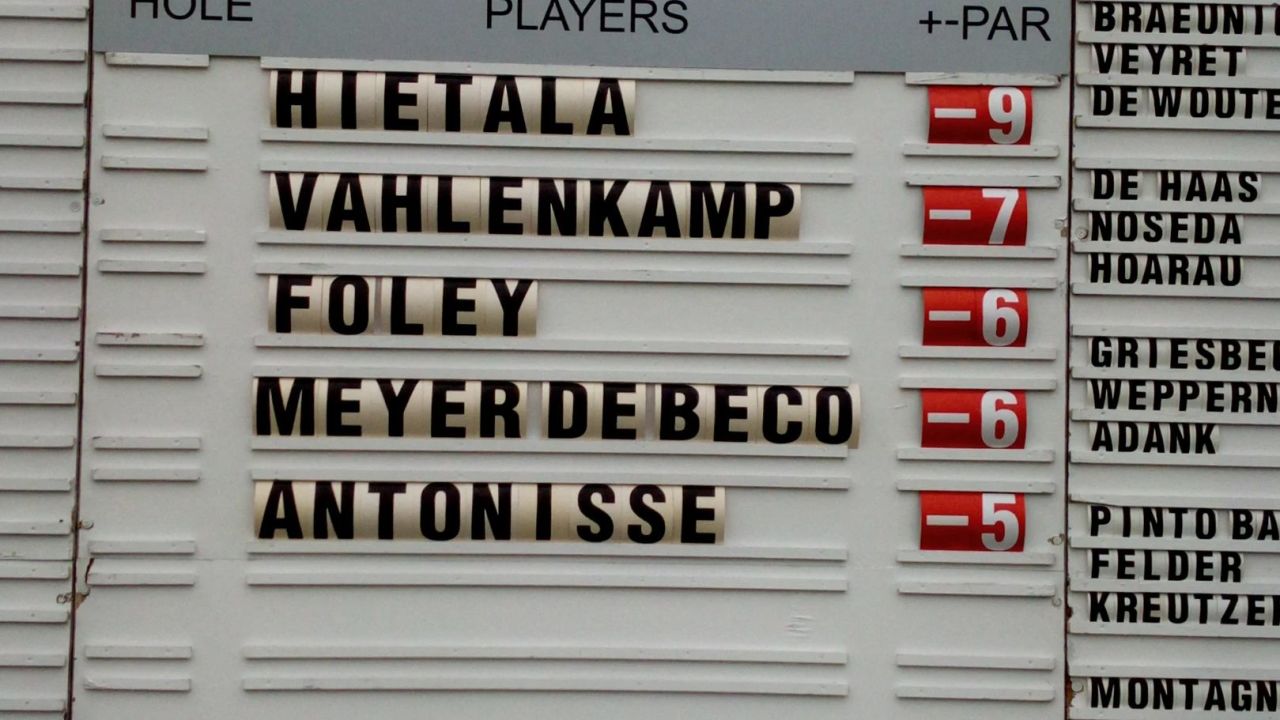 HOLE PLAYERS +-PAR
HIETALA -9
VAHLENKAMP -7
FOLEY -6
MEYER DE BECO -6
ANTONISSE -5
VEYRET
DE HAAS
NOSEDA
HOARAU
ADANK
PINTO
FELDER